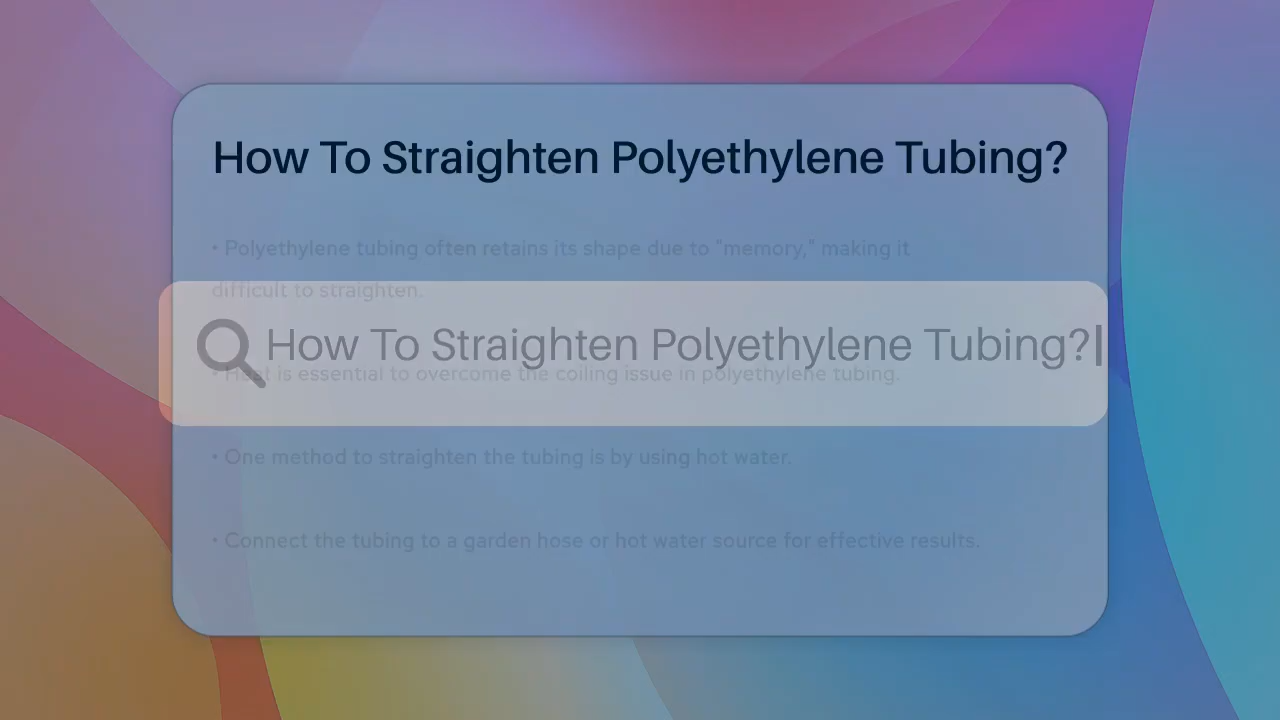 How To Straighten Polyethylene Tubing?
• Polyethylene tubing often retains its shape due to "memory," making it
difficult to straighten.
How To Straighten Polyethylene Tubing?
• Heat is essential to overcome the coiling issue in polyethylene tubing.
• One method to straighten the tubing is by using hot water.
• Connect the tubing to a garden hose or hot water source for effective results.